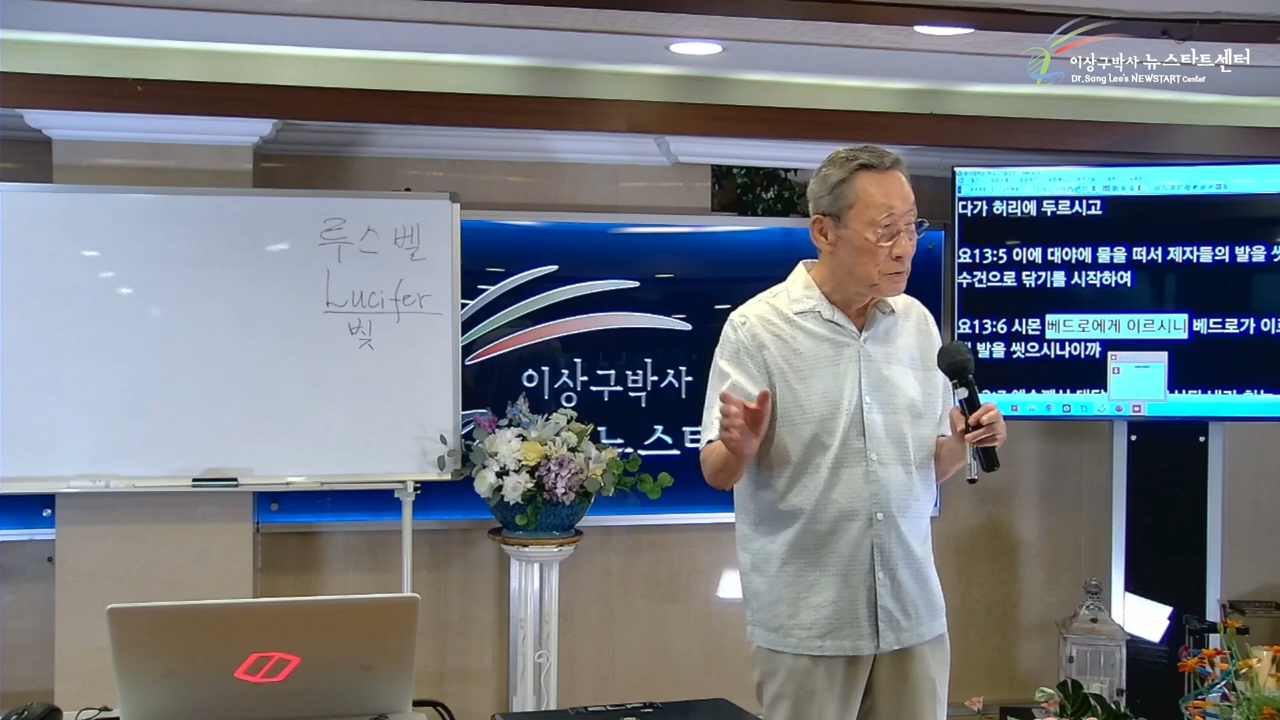 이상구박사 뉴스타트센터
Dr. Sang Lee's NEWSTART Center
루스벨
Lucifer
빛
이상구박사
뉴스타
다가 허리에 두르시고
요13:5 이에 대야에 물을 떠서 제자들의 발을 씻
수건으로 닦기를 시작하여
요13:6 시몬 베드로에게 이르시니 베드로가 이르
발을 씻으시나이까